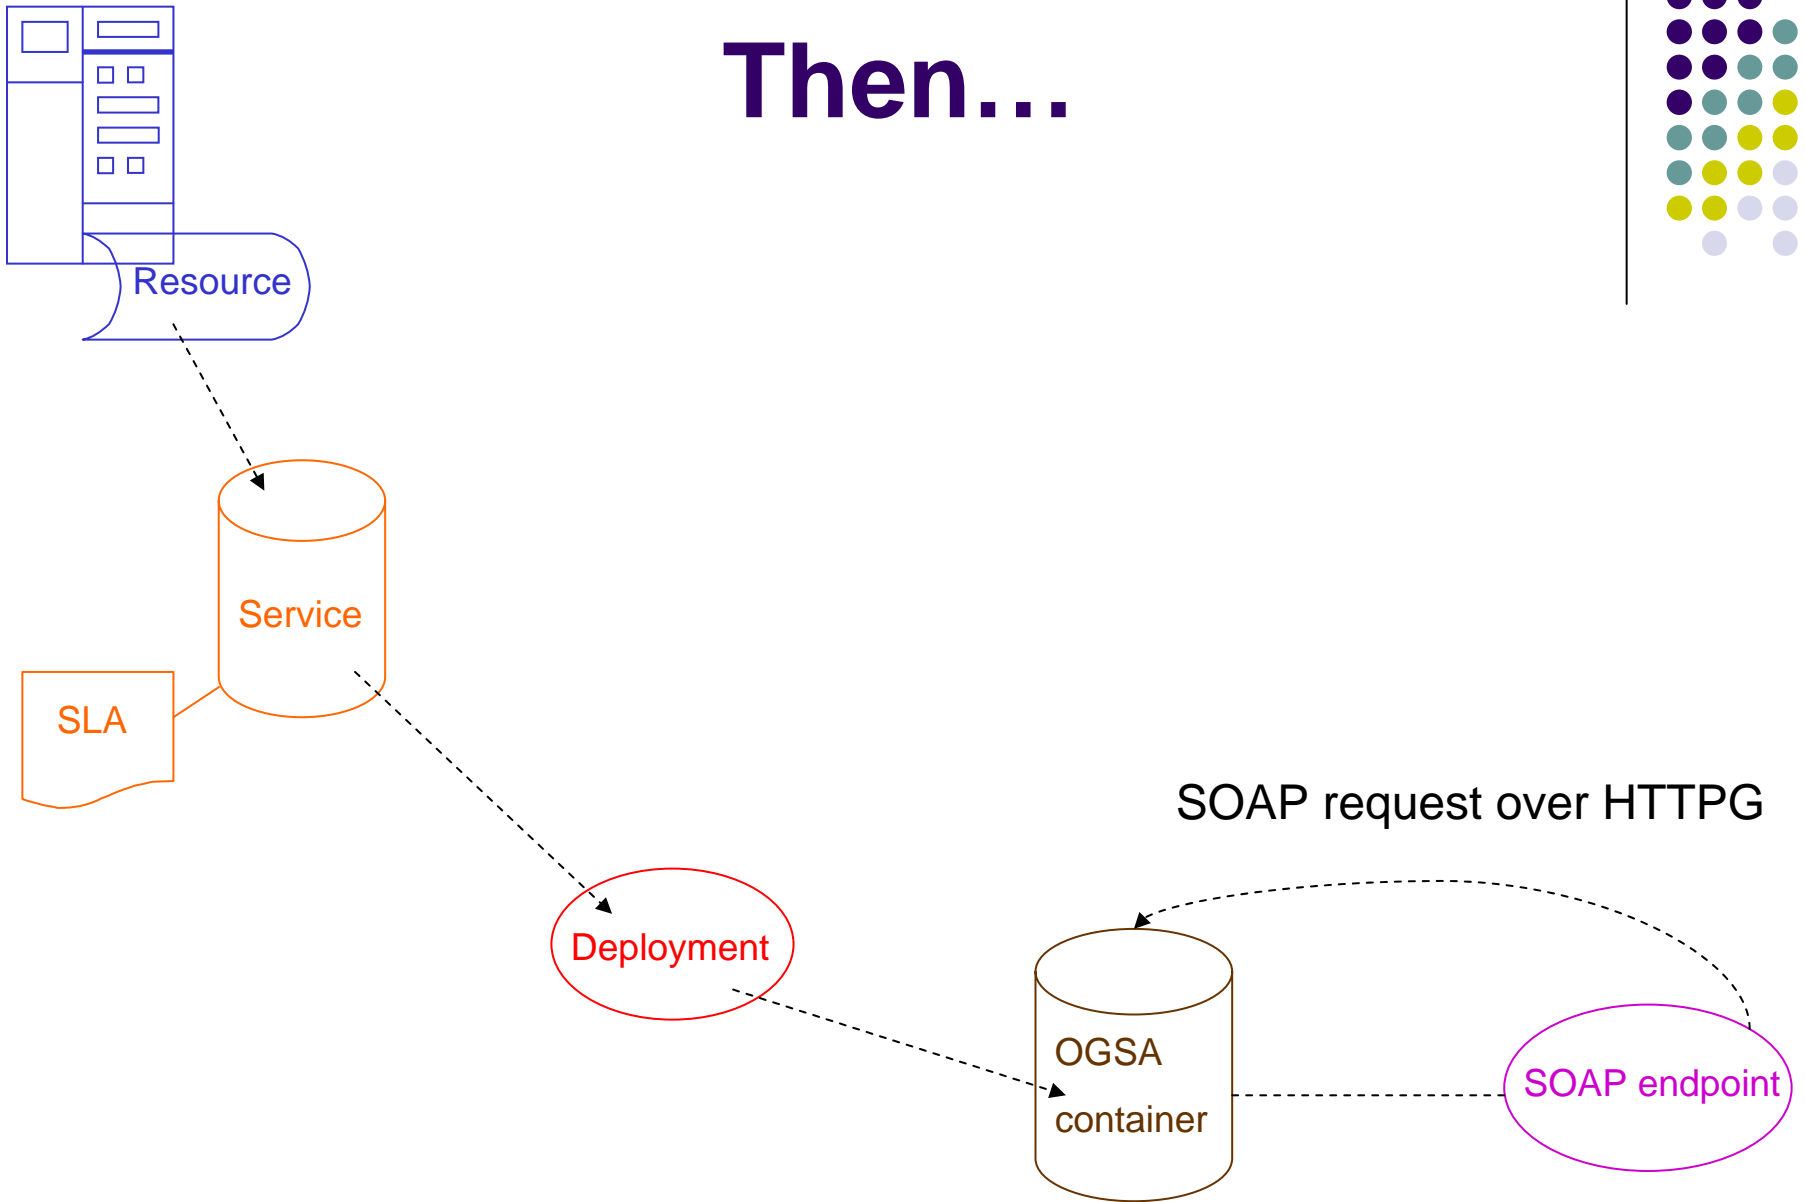 Then…
Resource
Service
SLA
SOAP request over HTTPG
Deployment
OGSA
container
SOAP endpoint